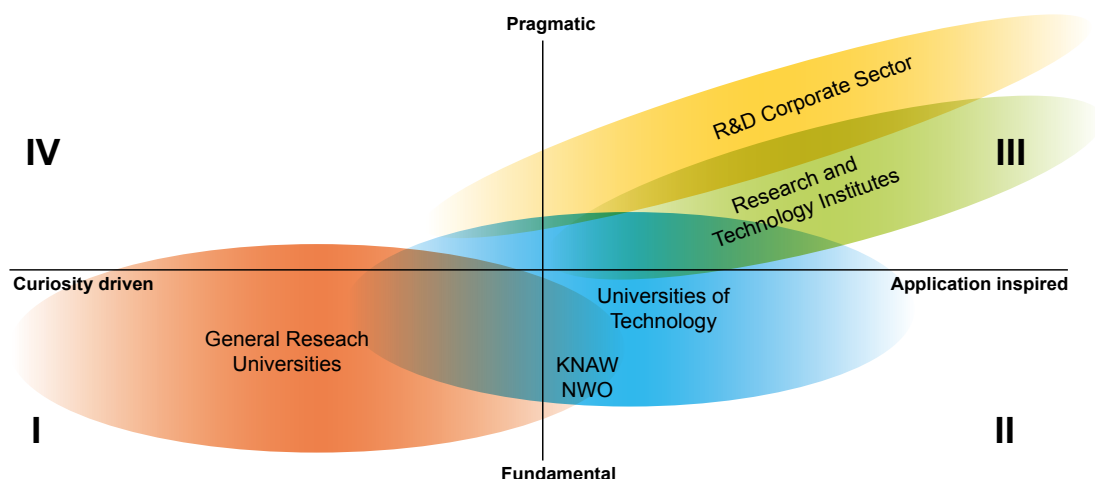 Pragmatic
R&D Corporate Sector
IV
III
Research and
Technology Institutes
Curiosity driven
Application inspired
Universities of
Technology
General Reseach
Universities
KNAW
NWO
I
II
Fundamental